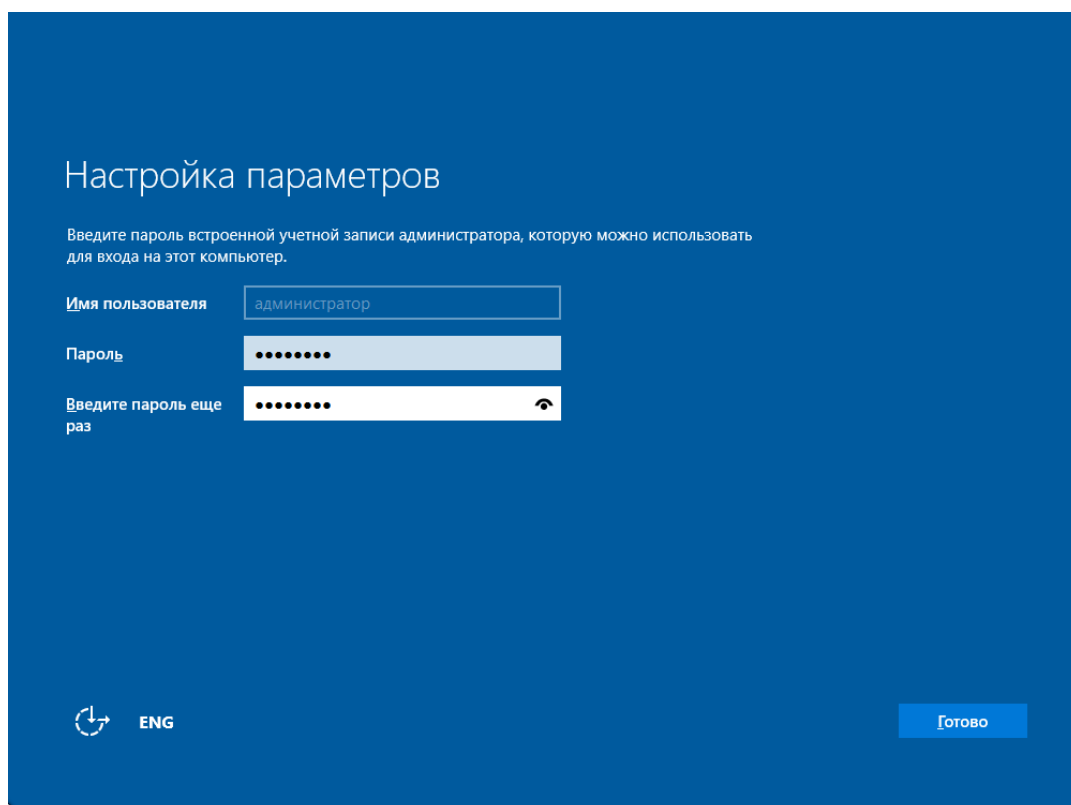 Настройка параметров
Введите пароль встроенной учетной записи администратора, которую можно использовать
для входа на этот компьютер.
Имя пользователя администратор
Пароль ••••••••
Введите пароль еще ••••••••
раз
ENG Готово